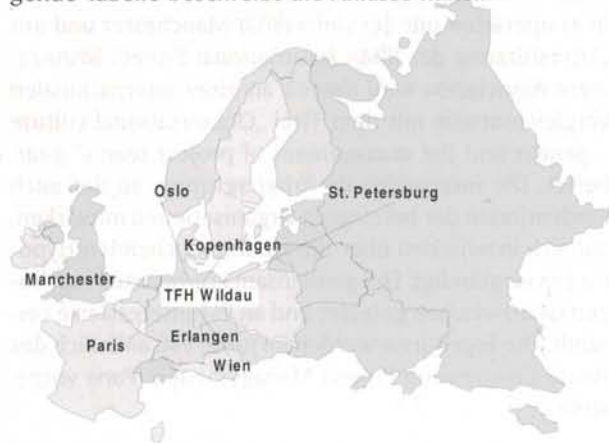 Oslo
St. Petersburg
Kopenhagen
Manchester
TFH Wildau
Paris
Erlangen
Wien